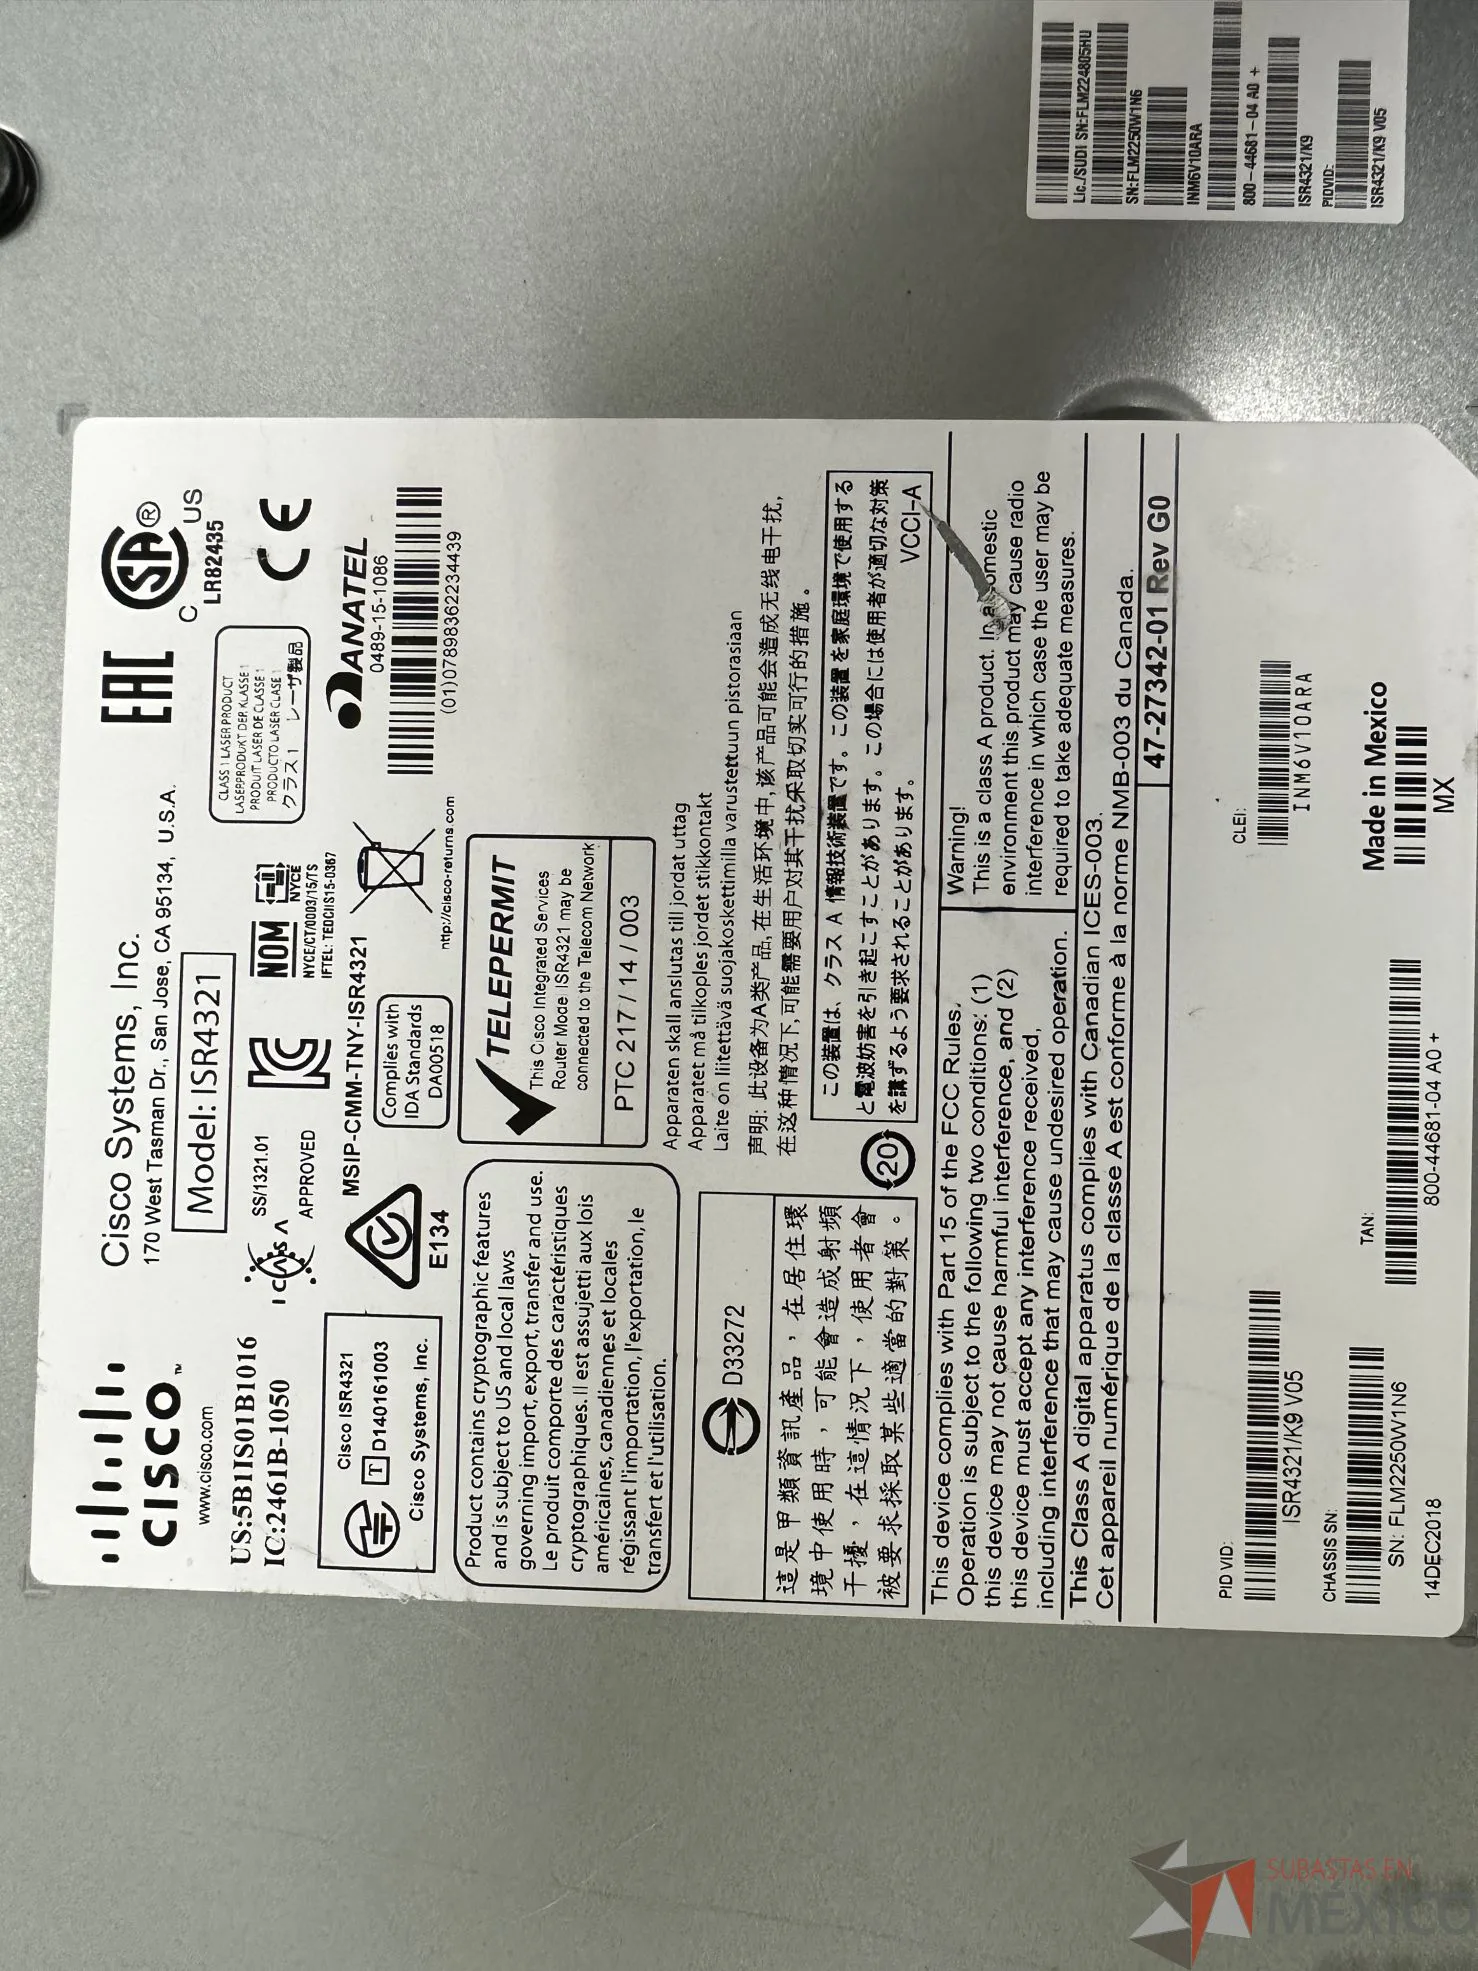 CISCO
™
www.cisco.com
Cisco Systems, Inc.
170 West Tasman Dr., San Jose, CA 95134, U.S.A.
Model: ISR4321
EAC
SA®
C US
LR82435
US:5B1IS01B1016
IC:2461B-1050
ICASA
SS/1321.01
APPROVED
NOM
NYCE
NYCE/CT/0003/15/TS
IFTEL: TEDCIIS15-0367
CLASS 1 LASER PRODUCT
LASERPRODUKT DER KLASSE 1
PRODUIT LASER DE CLASSE 1
PRODUCTO LASER CLASE 1
クラス 1 レーザ製品
CE
Cisco ISR4321
T D140161003
Cisco Systems, Inc.
E134
MSIP-CMM-TNY-ISR4321
Complies with
IDA Standards
DA00518
http://cisco-returns.com
ANATEL
0489-15-1086
(01)07898362234439
Product contains cryptographic features
and is subject to US and local laws
governing import, export, transfer and use.
Le produit comporte des caractéristiques
cryptographiques. Il est assujetti aux lois
américaines, canadiennes et locales
régissant l'importation, l'exportation, le
transfert et l'utilisation.
TELEPERMIT
This Cisco Integrated Services
Router Mode ISR4321 may be
connected to the Telecom Network
PTC 217 / 14 / 003
Apparaten skall anslutas till jordat uttag
Apparatet må tilkoples jordet stikkontakt
Laite on liitettävä suojakoskettimilla varustettuun pistorasiaan
声明: 此设备为A类产品,在生活环境中,该产品可能会造成无线电干扰,
在这种情况下,可能需要用户对其干扰采取切实可行的措施。
D33272
這是甲類資訊產品，在居住環
境中使用時，可能會造成射頻
干擾，在這情況下，使用者會
被要求採取某些適當的對策。
20
この装置は、クラス A 情報技術装置です。この装置を家庭環境で使用する
と電波妨害を引き起こすことがあります。この場合には使用者が適切な対策
を講ずるよう要求されることがあります。
VCCI-A
This device complies with Part 15 of the FCC Rules.
Operation is subject to the following two conditions: (1)
this device may not cause harmful interference, and (2)
this device must accept any interference received,
including interference that may cause undesired operation.
Warning!
This is a class A product. In a domestic
environment this product may cause radio
interference in which case the user may be
required to take adequate measures.
This Class A digital apparatus complies with Canadian ICES-003.
Cet appareil numérique de la classe A est conforme à la norme NMB-003 du Canada.
47-27342-01 Rev G0
PID VID:
ISR4321/K9 V05
CLEI:
INM6V10ARA
CHASSIS SN:
SN: FLM2250W1N6
TAN:
800-44681-04 A0 +
Made in Mexico
MX
14DEC2018
Lic./SUDI SN:FLM224805HU
SN:FLM2250W1N6
INM6V10ARA
800-44681-04 A0 +
ISR4321/K9
PIDVID:
ISR4321/K9 V05
SUBASTAS EN
MÉXICO